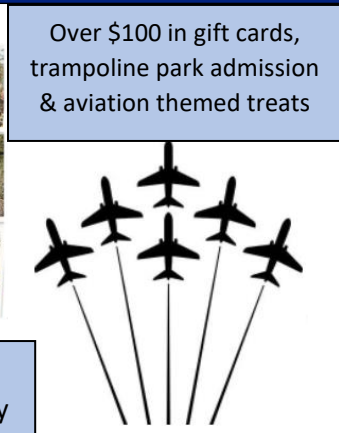 Over $100 in gift cards,
trampoline park admission
& aviation themed treats
y